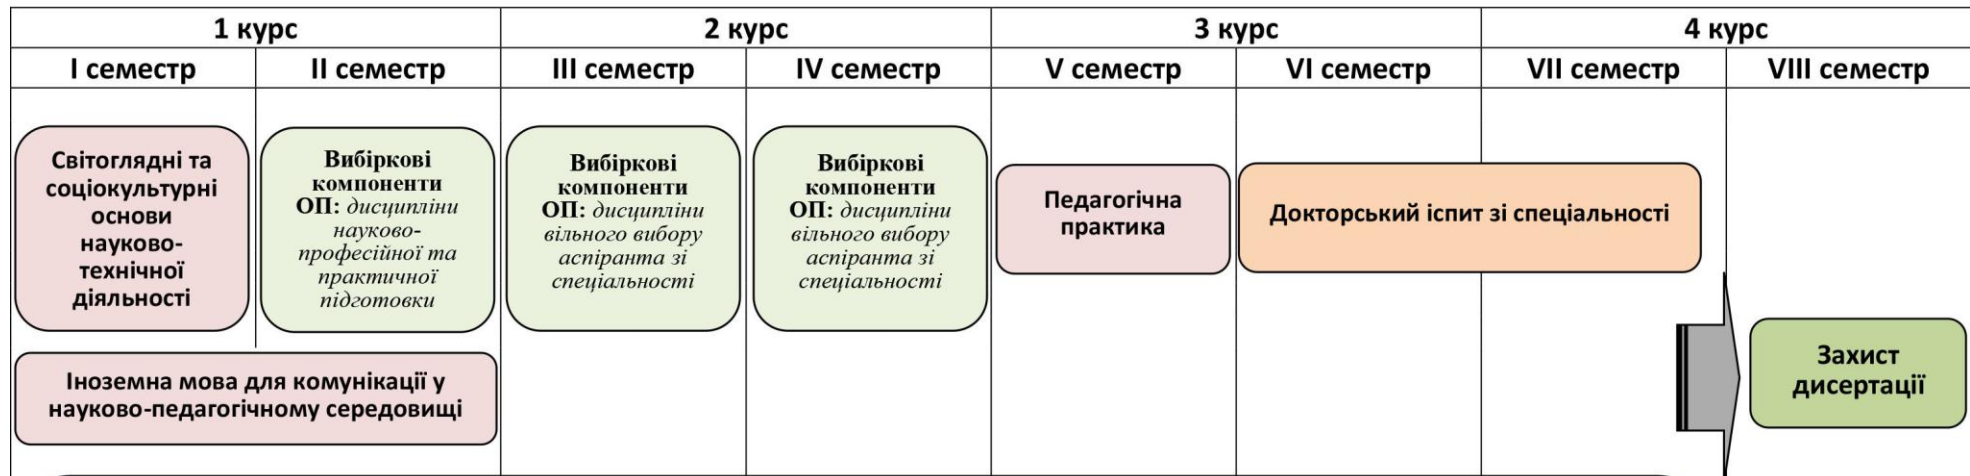 1 курс
2 курс
3 курс
4 курс
І семестр
ІІ семестр
ІІІ семестр
IV семестр
V семестр
VI семестр
VII семестр
VIII семестр
Світоглядні та
соціокультурні
основи
науково-
технічної
діяльності
Вибіркові
компоненти
ОП: дисципліни
науково-
професійної та
практичної
підготовки
Вибіркові
компоненти
ОП: дисципліни
вільного вибору
аспіранта зі
спеціальності
Вибіркові
компоненти
ОП: дисципліни
вільного вибору
аспіранта зі
спеціальності
Педагогічна
практика
Докторський іспит зі спеціальності
Іноземна мова для комунікації у
науково-педагогічному середовищі
Захист
дисертації